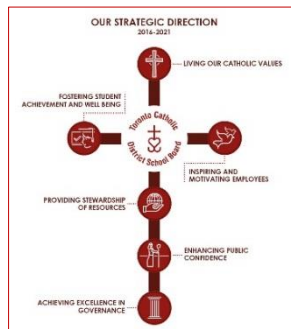 OUR STRATEGIC DIRECTION
2016-2021
LIVING OUR CATHOLIC VALUES
FOSTERING STUDENT
ACHIEVEMENT AND WELL BEING
Toronto Catholic
District School Board
INSPIRING AND
MOTIVATING EMPLOYEES
PROVIDING STEWARDSHIP
OF RESOURCES
ENHANCING PUBLIC
CONFIDENCE
ACHIEVING EXCELLENCE IN
GOVERNANCE